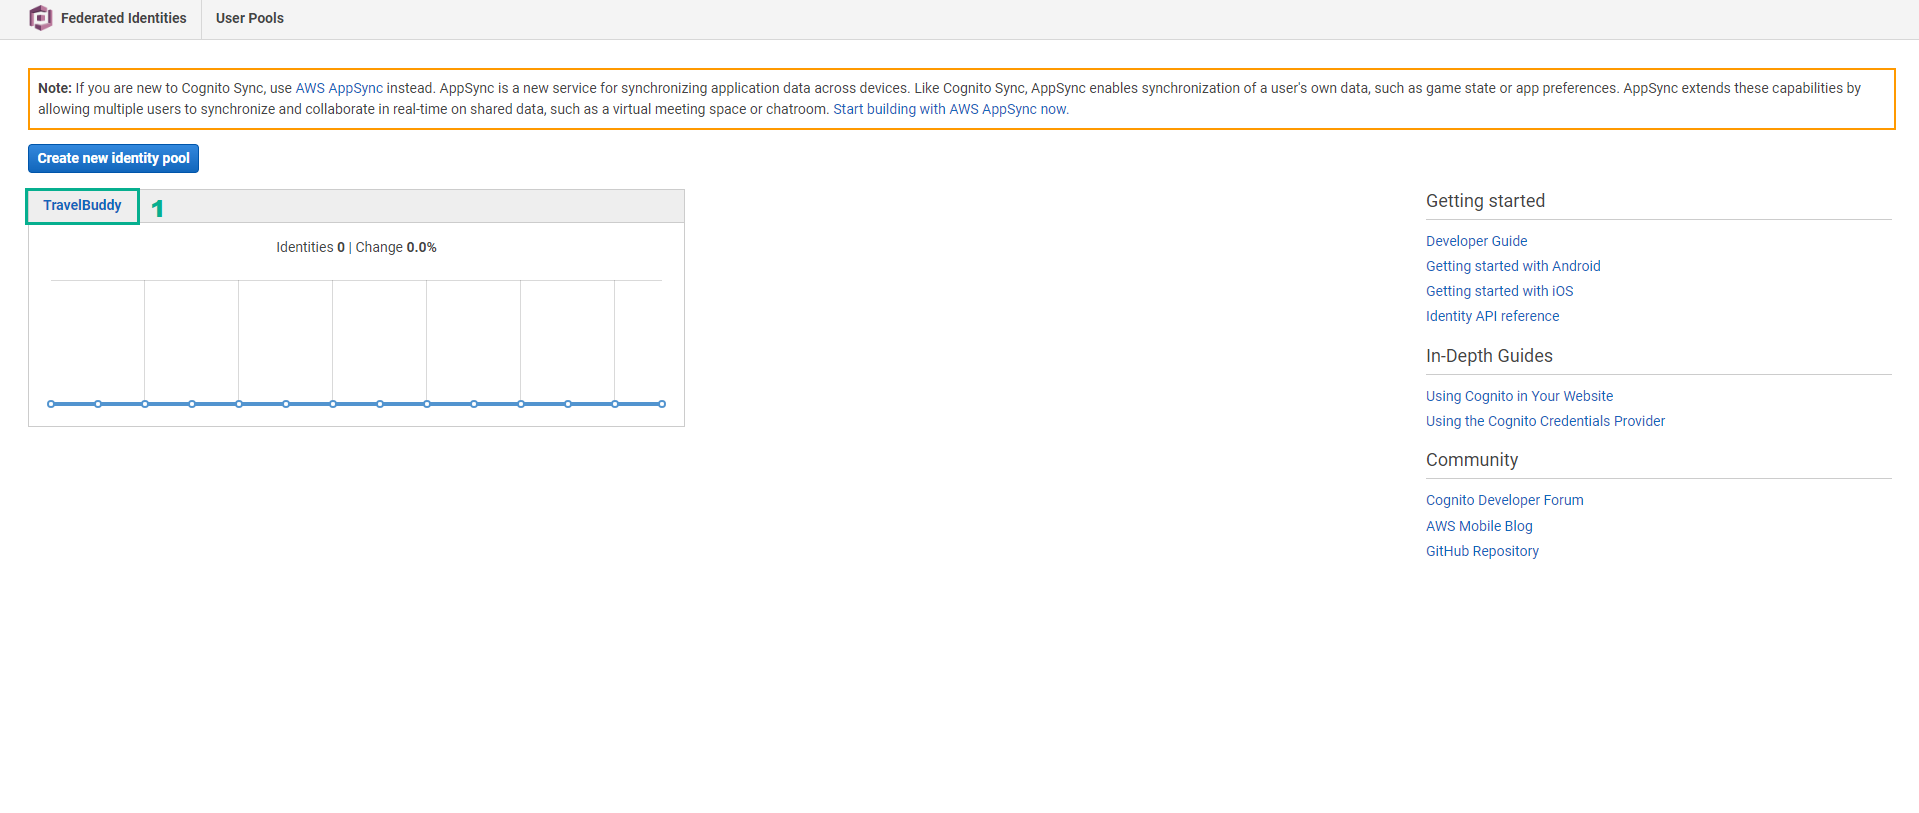 Federated Identities
User Pools
Note: If you are new to Cognito Sync, use AWS AppSync instead. AppSync is a new service for synchronizing application data across devices. Like Cognito Sync, AppSync enables synchronization of a user's own data, such as game state or app preferences. AppSync extends these capabilities by
allowing multiple users to synchronize and collaborate in real-time on shared data, such as a virtual meeting space or chatroom. Start building with AWS AppSync now.
Create new identity pool
TravelBuddy
1
Identities 0 | Change 0.0%
Getting started
Developer Guide
Getting started with Android
Getting started with iOS
Identity API reference
In-Depth Guides
Using Cognito in Your Website
Using the Cognito Credentials Provider
Community
Cognito Developer Forum
AWS Mobile Blog
GitHub Repository